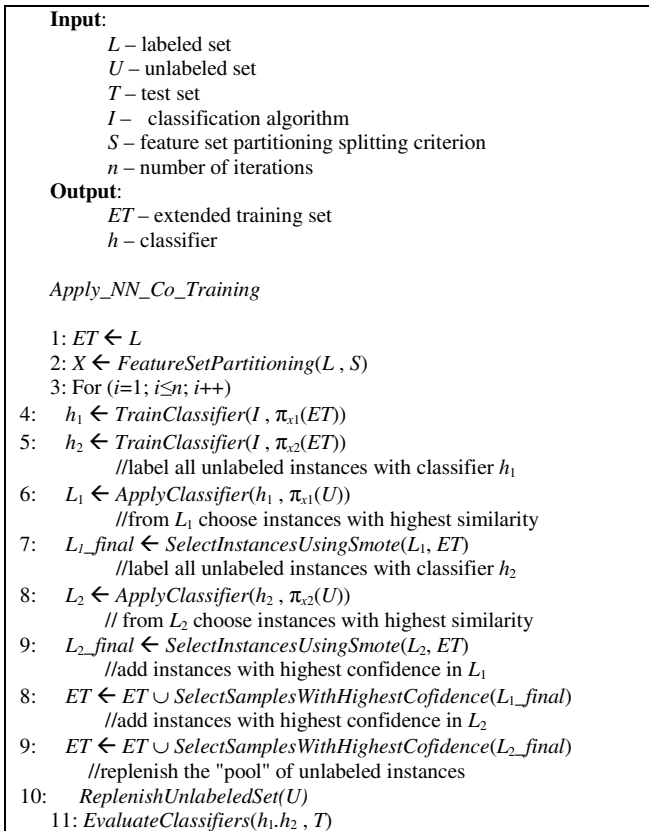 Input:
L – labeled set
U – unlabeled set
T – test set
I – classification algorithm
S – feature set partitioning splitting criterion
n – number of iterations
Output:
ET – extended training set
h – classifier
Apply_NN_Co_Training
1: ET ← L
2: X ← FeatureSetPartitioning(L , S)
3: For (i=1; i≤n; i++)
4: h₁ ← TrainClassifier(I , πₓ₁(ET))
5: h₂ ← TrainClassifier(I , πₓ₂(ET))
//label all unlabeled instances with classifier h₁
6: L₁ ← ApplyClassifier(h₁ , πₓ₁(U))
//from L₁ choose instances with highest similarity
7: L₁_final ← SelectInstancesUsingSmote(L₁, ET)
//label all unlabeled instances with classifier h₂
8: L₂ ← ApplyClassifier(h₂ , πₓ₂(U))
// from L₂ choose instances with highest similarity
9: L₂_final ← SelectInstancesUsingSmote(L₂, ET)
//add instances with highest confidence in L₁
8: ET ← ET ∪ SelectSamplesWithHighestCofidence(L₁_final)
//add instances with highest confidence in L₂
9: ET ← ET ∪ SelectSamplesWithHighestCofidence(L₂_final)
//replenish the "pool" of unlabeled instances
10: ReplenishUnlabeledSet(U)
11: EvaluateClassifiers(h₁.h₂ , T)